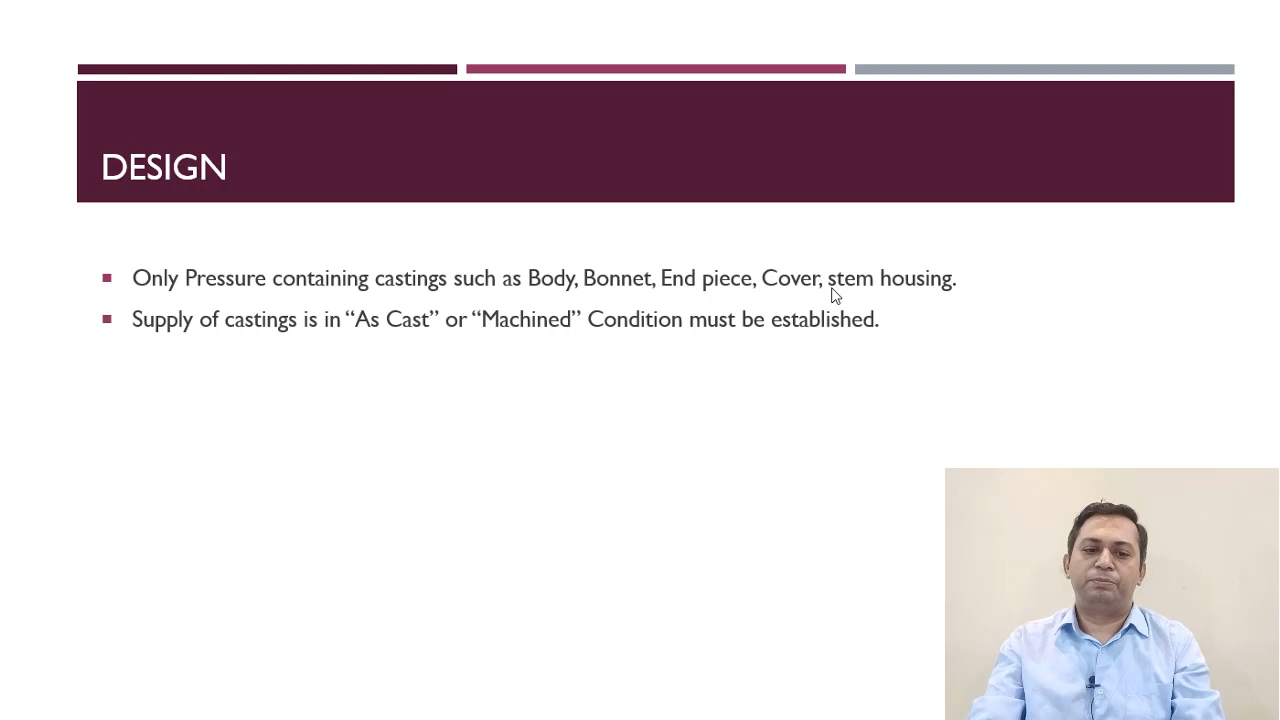 DESIGN
Only Pressure containing castings such as Body, Bonnet, End piece, Cover, stem housing.
Supply of castings is in “As Cast” or “Machined” Condition must be established.